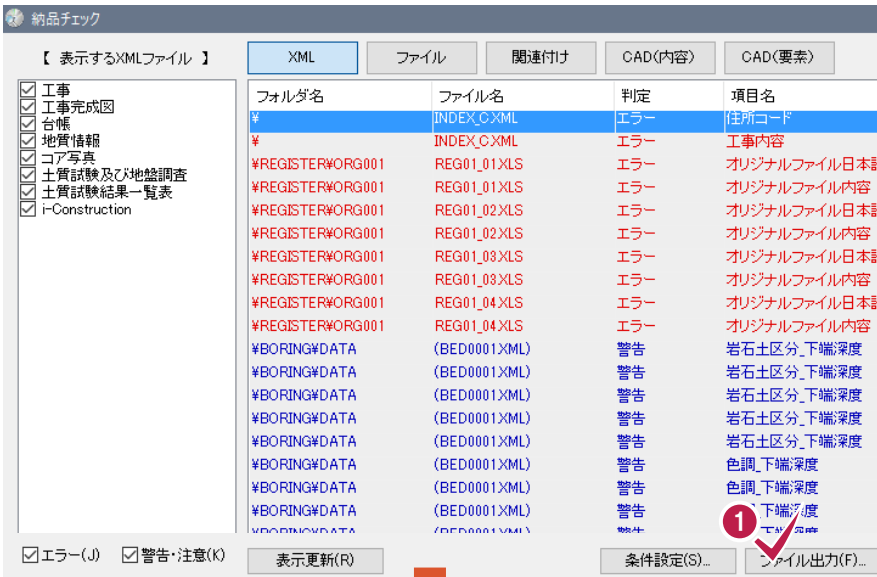 納品チェック
【 表示するXMLファイル 】
XML ファイル 関連付け CAD(内容) CAD(要素)
工事
工事完成図
台帳
地質情報
コア写真
土質試験及び地盤調査
土質試験結果一覧表
i-Construction
フォルダ名 ファイル名 判定 項目名
¥ INDEX_C.XML エラー 住所コード
¥ INDEX_C.XML エラー 工事内容
¥REGISTER¥ORG001 REG01_01.XLS エラー オリジナルファイル日本語
¥REGISTER¥ORG001 REG01_01.XLS エラー オリジナルファイル内容
¥REGISTER¥ORG001 REG01_02.XLS エラー オリジナルファイル日本語
¥REGISTER¥ORG001 REG01_02.XLS エラー オリジナルファイル内容
¥REGISTER¥ORG001 REG01_03.XLS エラー オリジナルファイル日本語
¥REGISTER¥ORG001 REG01_03.XLS エラー オリジナルファイル内容
¥REGISTER¥ORG001 REG01_04.XLS エラー オリジナルファイル日本語
¥REGISTER¥ORG001 REG01_04.XLS エラー オリジナルファイル内容
¥BORING¥DATA (BED0001.XML) 警告 岩石土区分_下端深度
¥BORING¥DATA (BED0001.XML) 警告 岩石土区分_下端深度
¥BORING¥DATA (BED0001.XML) 警告 岩石土区分_下端深度
¥BORING¥DATA (BED0001.XML) 警告 岩石土区分_下端深度
¥BORING¥DATA (BED0001.XML) 警告 岩石土区分_下端深度
¥BORING¥DATA (BED0001.XML) 警告 色調_下端深度
¥BORING¥DATA (BED0001.XML) 警告 色調_下端深度
¥BORING¥DATA (BED0001.XML) 警告 _下端深度
¥BORING¥DATA (BED0001.XML) 警告 下端深度
1
エラー(J) 警告・注意(K) 表示更新(R) 条件設定(S)... ファイル出力(F)...